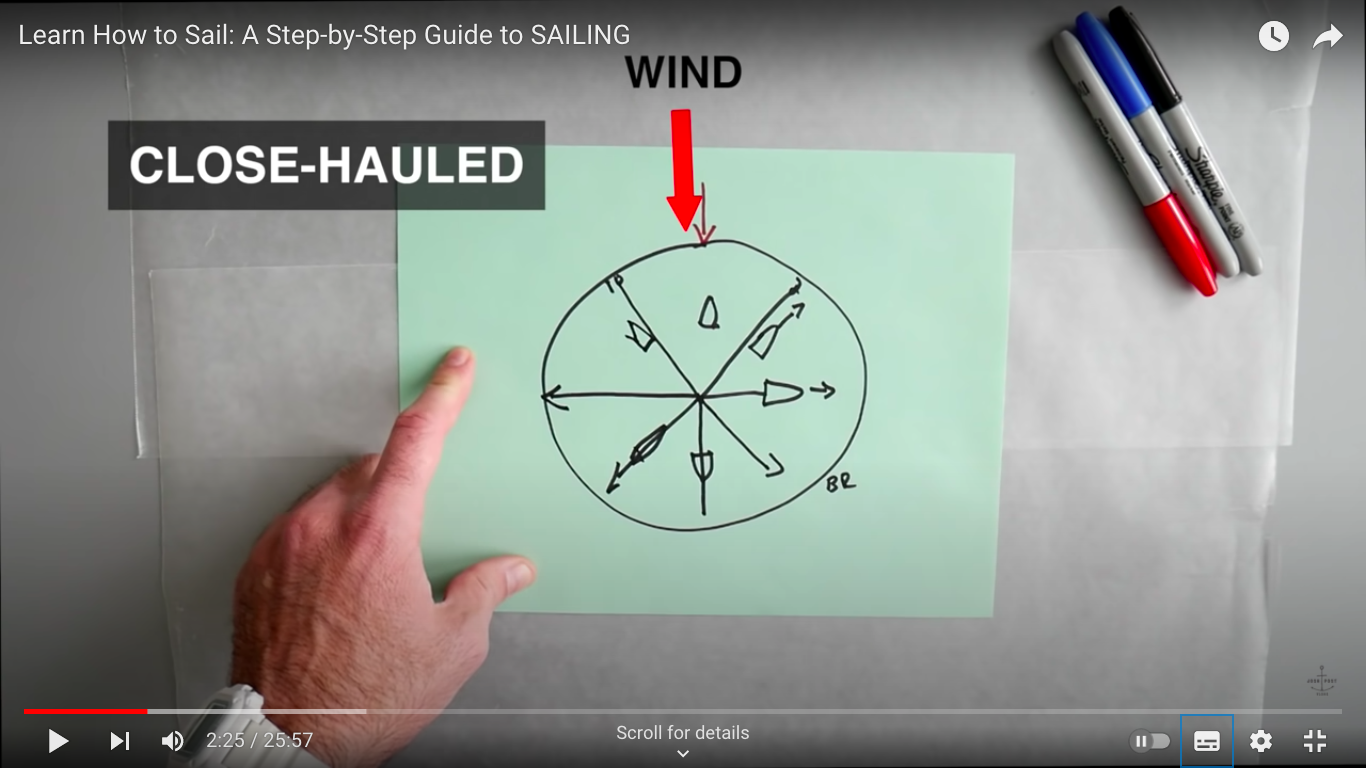 Learn How to Sail: A Step-by-Step Guide to SAILING
WIND
CLOSE-HAULED
Sharpie
BR
2:25 / 25:57
Scroll for details